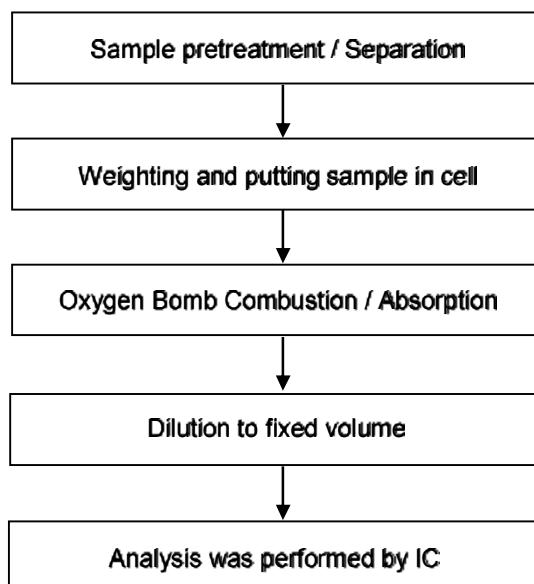 Sample pretreatment / Separation
Weighting and putting sample in cell
Oxygen Bomb Combustion / Absorption
Dilution to fixed volume
Analysis was performed by IC